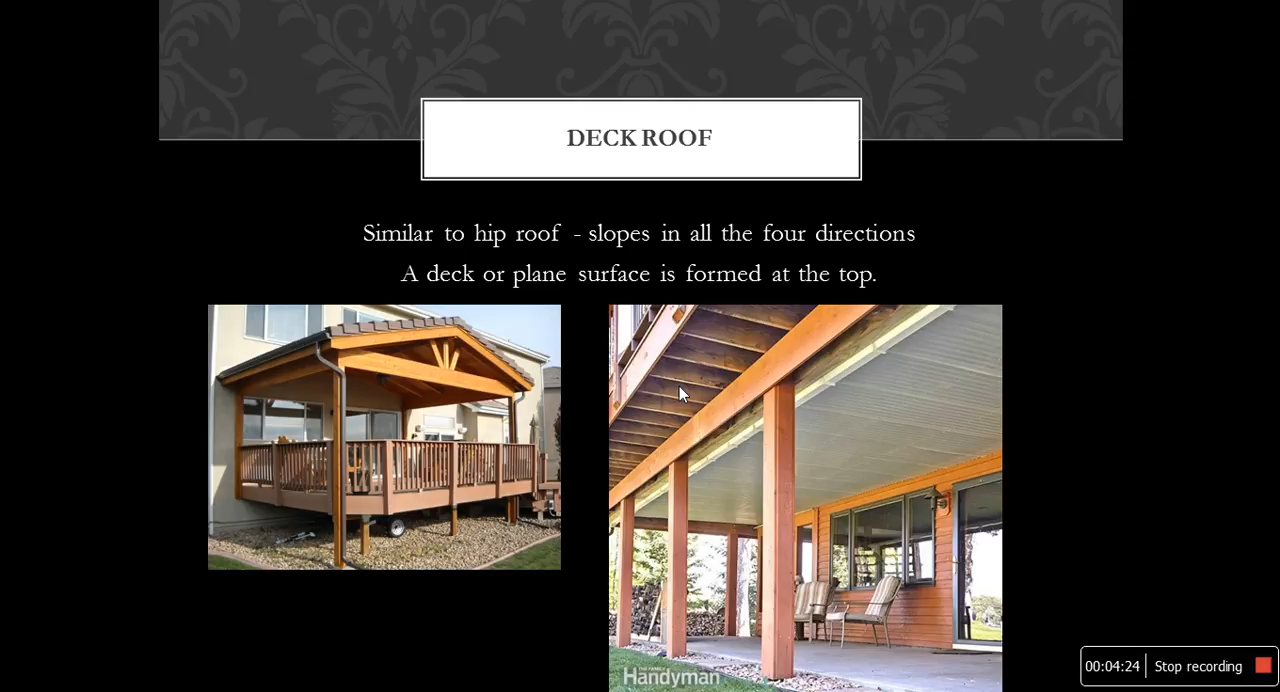 DECK ROOF
Similar to hip roof - slopes in all the four directions
A deck or plane surface is formed at the top.
Handyman
00:04:24 Stop recording